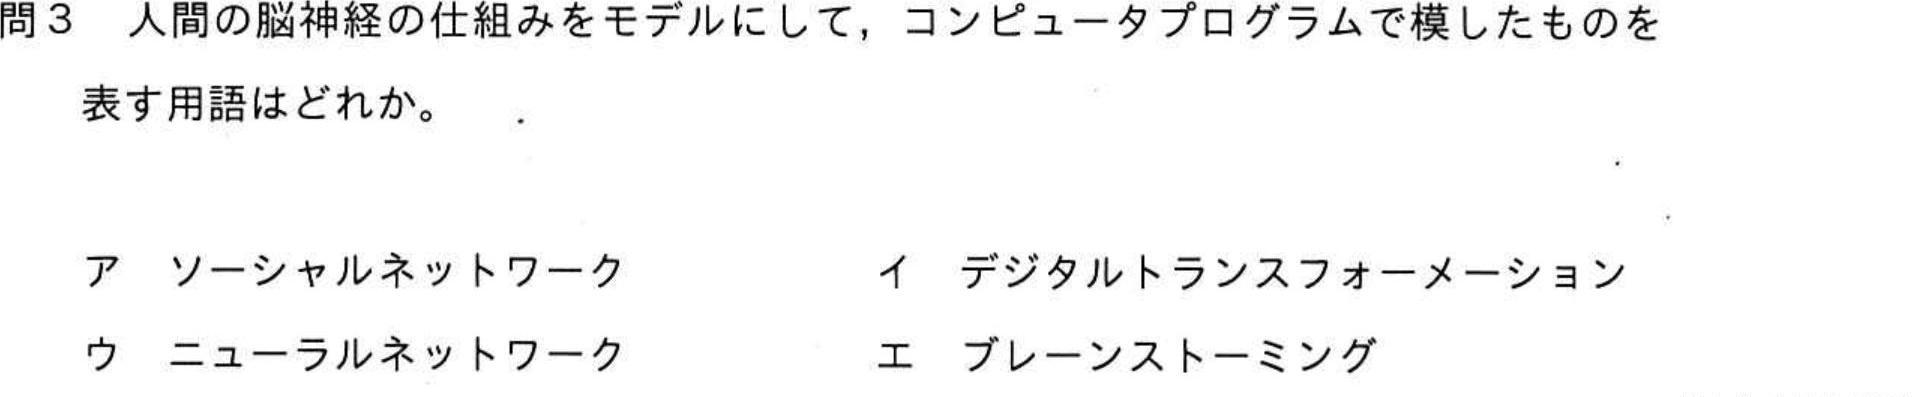 問３　人間の脳神経の仕組みをモデルにして，コンピュータプログラムで模したものを
表す用語はどれか。
ア　ソーシャルネットワーク　イ　デジタルトランスフォーメーション
ウ　ニューラルネットワーク　エ　ブレーンストーミング